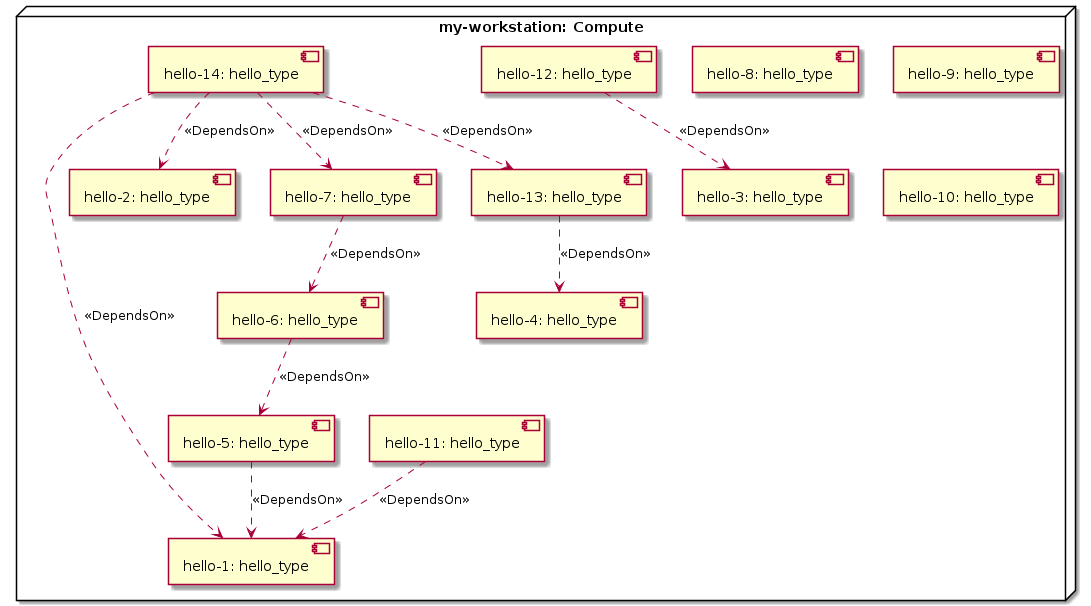 my-workstation: Compute
hello-14: hello_type
hello-12: hello_type
hello-8: hello_type
hello-9: hello_type
«DependsOn»
«DependsOn»
«DependsOn»
«DependsOn»
hello-2: hello_type
hello-7: hello_type
hello-13: hello_type
hello-3: hello_type
hello-10: hello_type
«DependsOn»
«DependsOn»
«DependsOn»
hello-6: hello_type
hello-4: hello_type
«DependsOn»
hello-5: hello_type
hello-11: hello_type
«DependsOn»
«DependsOn»
hello-1: hello_type